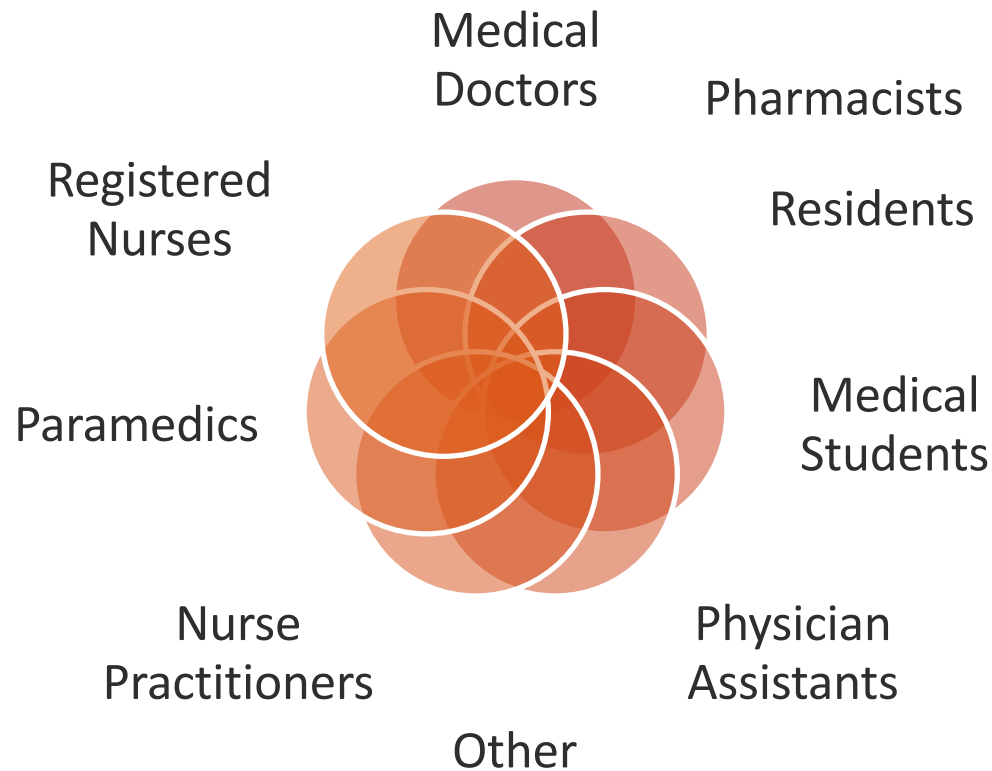 Medical
Doctors
Pharmacists
Residents
Medical
Students
Physician
Assistants
Other
Nurse
Practitioners
Paramedics
Registered
Nurses